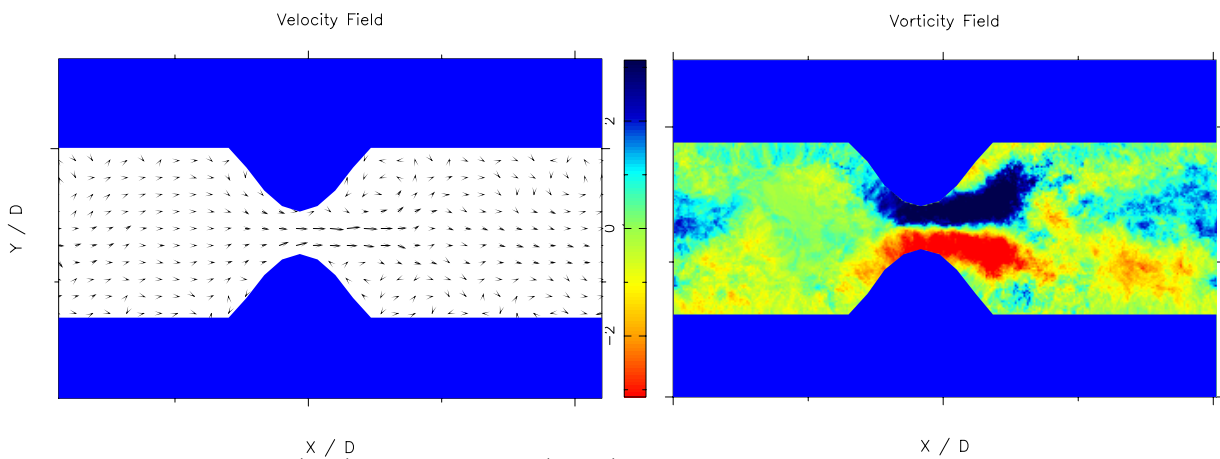 Velocity Field
Vorticity Field
2
0
-2
Y / D
X / D
X / D